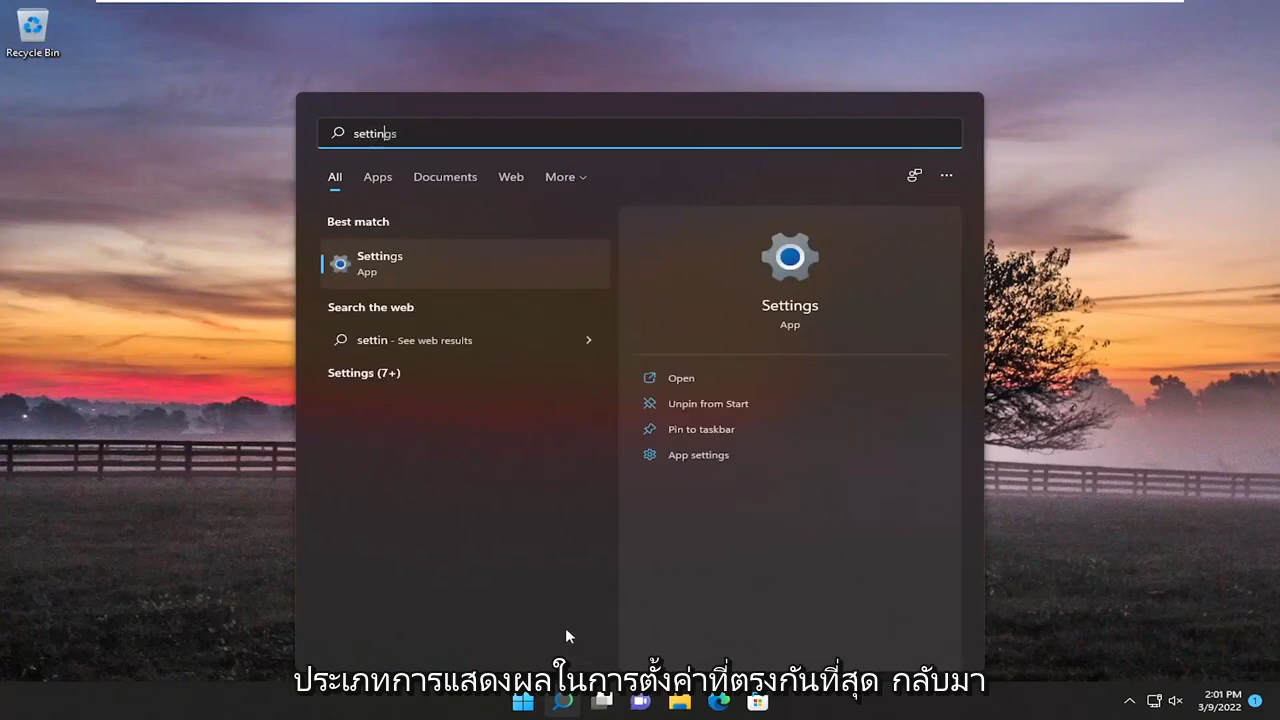 Recycle Bin
settings
All Apps Documents Web More
Best match
Settings
App
Search the web
settin - See web results
Settings (7+)
Settings
App
Open
Unpin from Start
Pin to taskbar
App settings
ประเภทการแสดงผลในการตั้งค่าที่ตรงกันที่สุด กลับมา
2:01 PM
3/9/2022
1